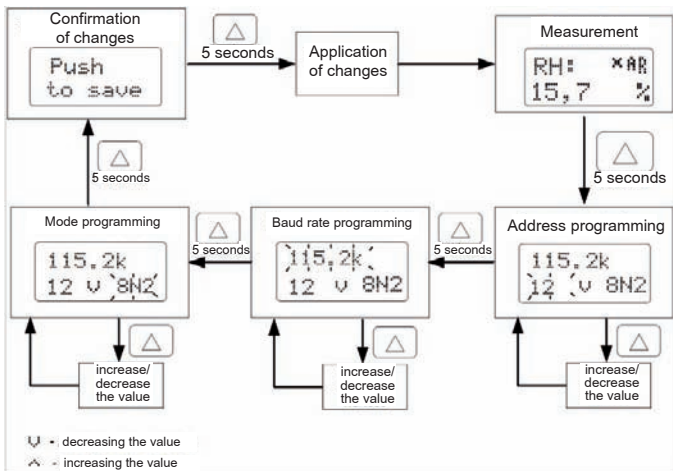 Confirmation
of changes
Push
to save
5 seconds
Application
of changes
Measurement
RH: ×AR
15,7 %
5 seconds
5 seconds
Mode programming
115.2k
12 v 8N2
5 seconds
Baud rate programming
115.2k
12 v 8N2
5 seconds
Address programming
115.2k
12 v 8N2
increase/
decrease
the value
increase/
decrease
the value
increase/
decrease
the value
v - decreasing the value
^ - increasing the value